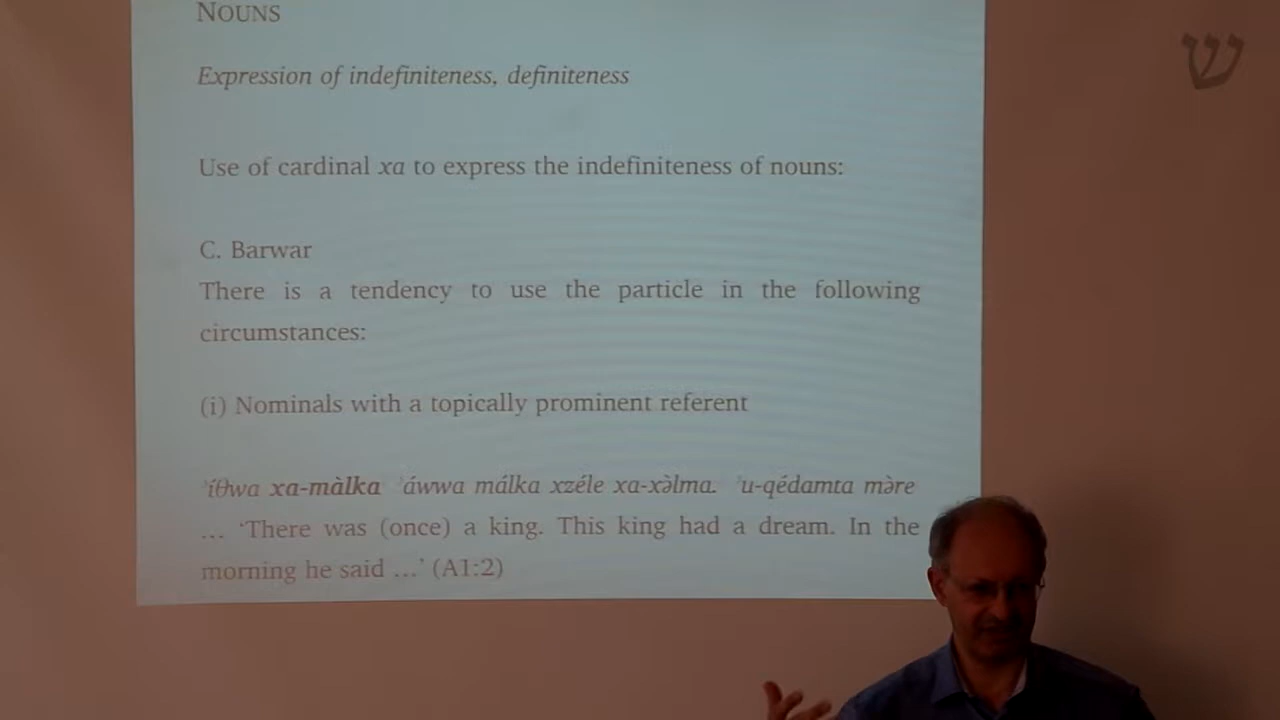 NOUNS
Expression of indefiniteness, definiteness
Use of cardinal xa to express the indefiniteness of nouns:
C. Barwar
There is a tendency to use the particle in the following
circumstances:
(i) Nominals with a topically prominent referent
ʾíθwa xa-màlka ʾáwwa málka xzéle xa-xə̀lma. ʾu-qédamta mə̀re
... ‘There was (once) a king. This king had a dream. In the
morning he said ...’ (A1:2)
ש